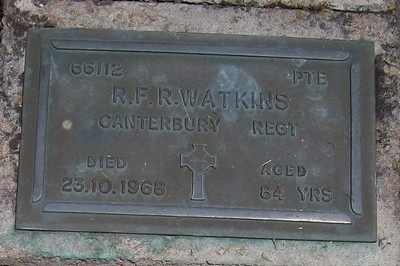 66112 PTE
R.F.R. WATKINS
CANTERBURY REGT
DIED AGED
23.10.1968 84 YRS